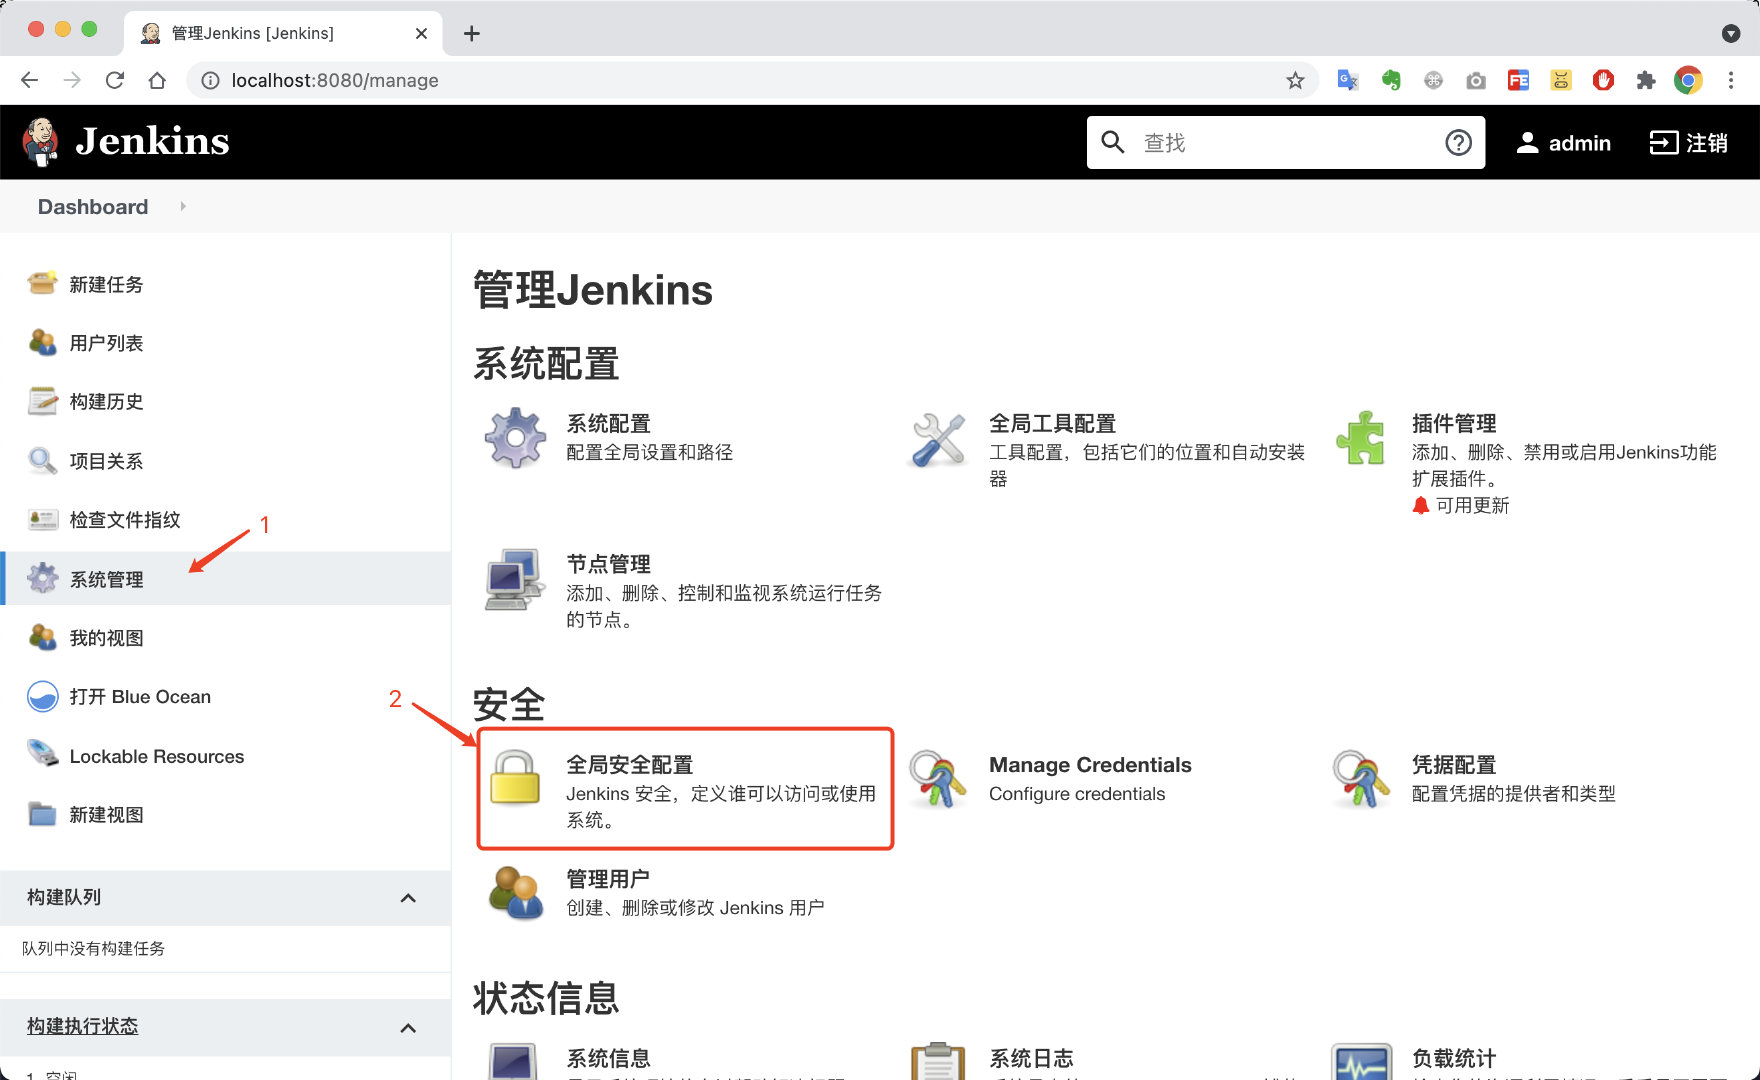 管理Jenkins [Jenkins]
localhost:8080/manage
Jenkins
查找
admin
注销
Dashboard
新建任务
用户列表
构建历史
项目关系
检查文件指纹
1
系统管理
我的视图
打开 Blue Ocean
Lockable Resources
新建视图
构建队列
队列中没有构建任务
构建执行状态
1 空闲
管理Jenkins
系统配置
系统配置
配置全局设置和路径
全局工具配置
工具配置，包括它们的位置和自动安装
器
插件管理
添加、删除、禁用或启用Jenkins功能
扩展插件。
可用更新
节点管理
添加、删除、控制和监视系统运行任务
的节点。
2
安全
全局安全配置
Jenkins 安全，定义谁可以访问或使用
系统。
Manage Credentials
Configure credentials
凭据配置
配置凭据的提供者和类型
管理用户
创建、删除或修改 Jenkins 用户
状态信息
系统信息
系统日志
负载统计